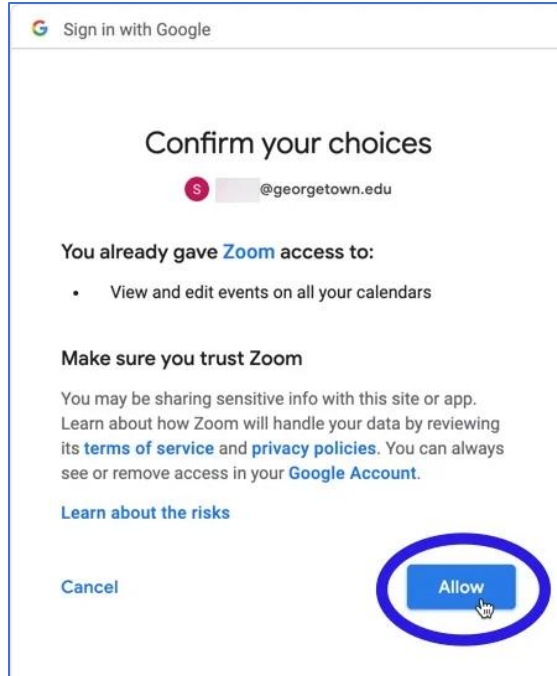 Sign in with Google
Confirm your choices
S @georgetown.edu
You already gave Zoom access to:
• View and edit events on all your calendars
Make sure you trust Zoom
You may be sharing sensitive info with this site or app.
Learn about how Zoom will handle your data by reviewing
its terms of service and privacy policies. You can always
see or remove access in your Google Account.
Learn about the risks
Cancel Allow